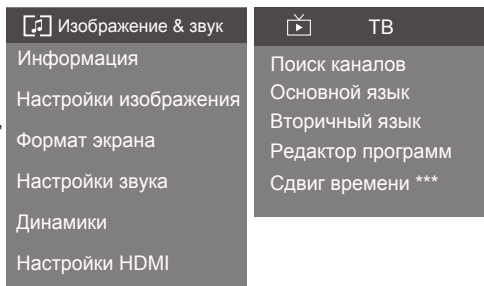 Изображение & звук
Информация
Настройки изображения
Формат экрана
Настройки звука
Динамики
Настройки HDMI
ТВ
Поиск каналов
Основной язык
Вторичный язык
Редактор программ
Сдвиг времени ***